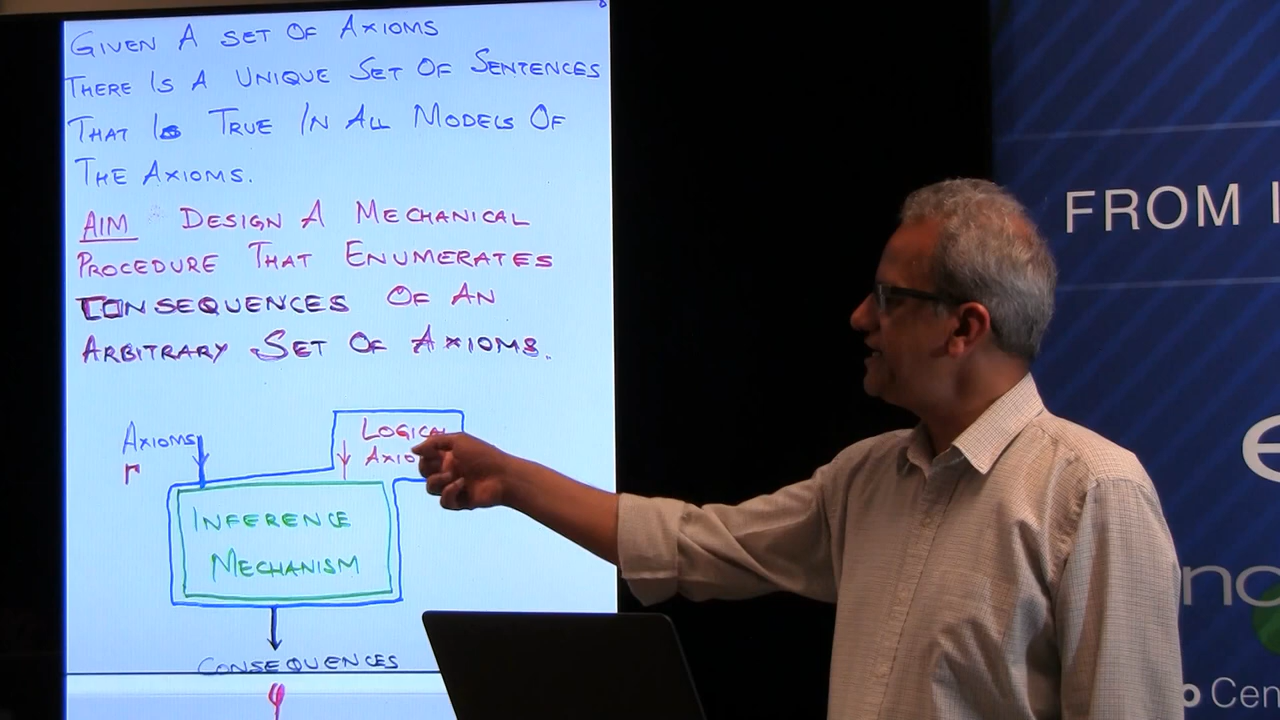 GIVEN A SET OF AXIOMS
THERE IS A UNIQUE SET OF SENTENCES
THAT IS TRUE IN ALL MODELS OF
THE AXIOMS.
AIM DESIGN A MECHANICAL
PROCEDURE THAT ENUMERATES
CONSEQUENCES OF AN
ARBITRARY SET OF AXIOMS.
AXIOMS
Γ
LOGICAL
AXIO
INFERENCE
MECHANISM
CONSEQUENCES
φ
FROM
Cen